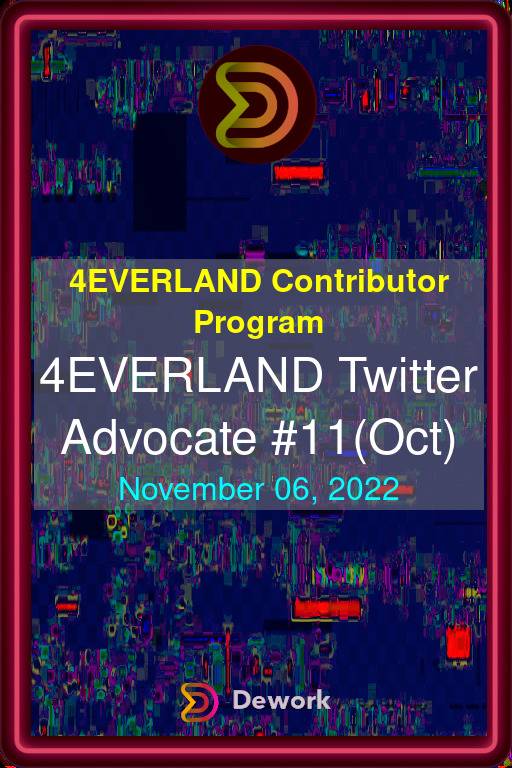 4EVERLAND Contributor
Program
4EVERLAND Twitter
Advocate #11(Oct)
November 06, 2022
Dework